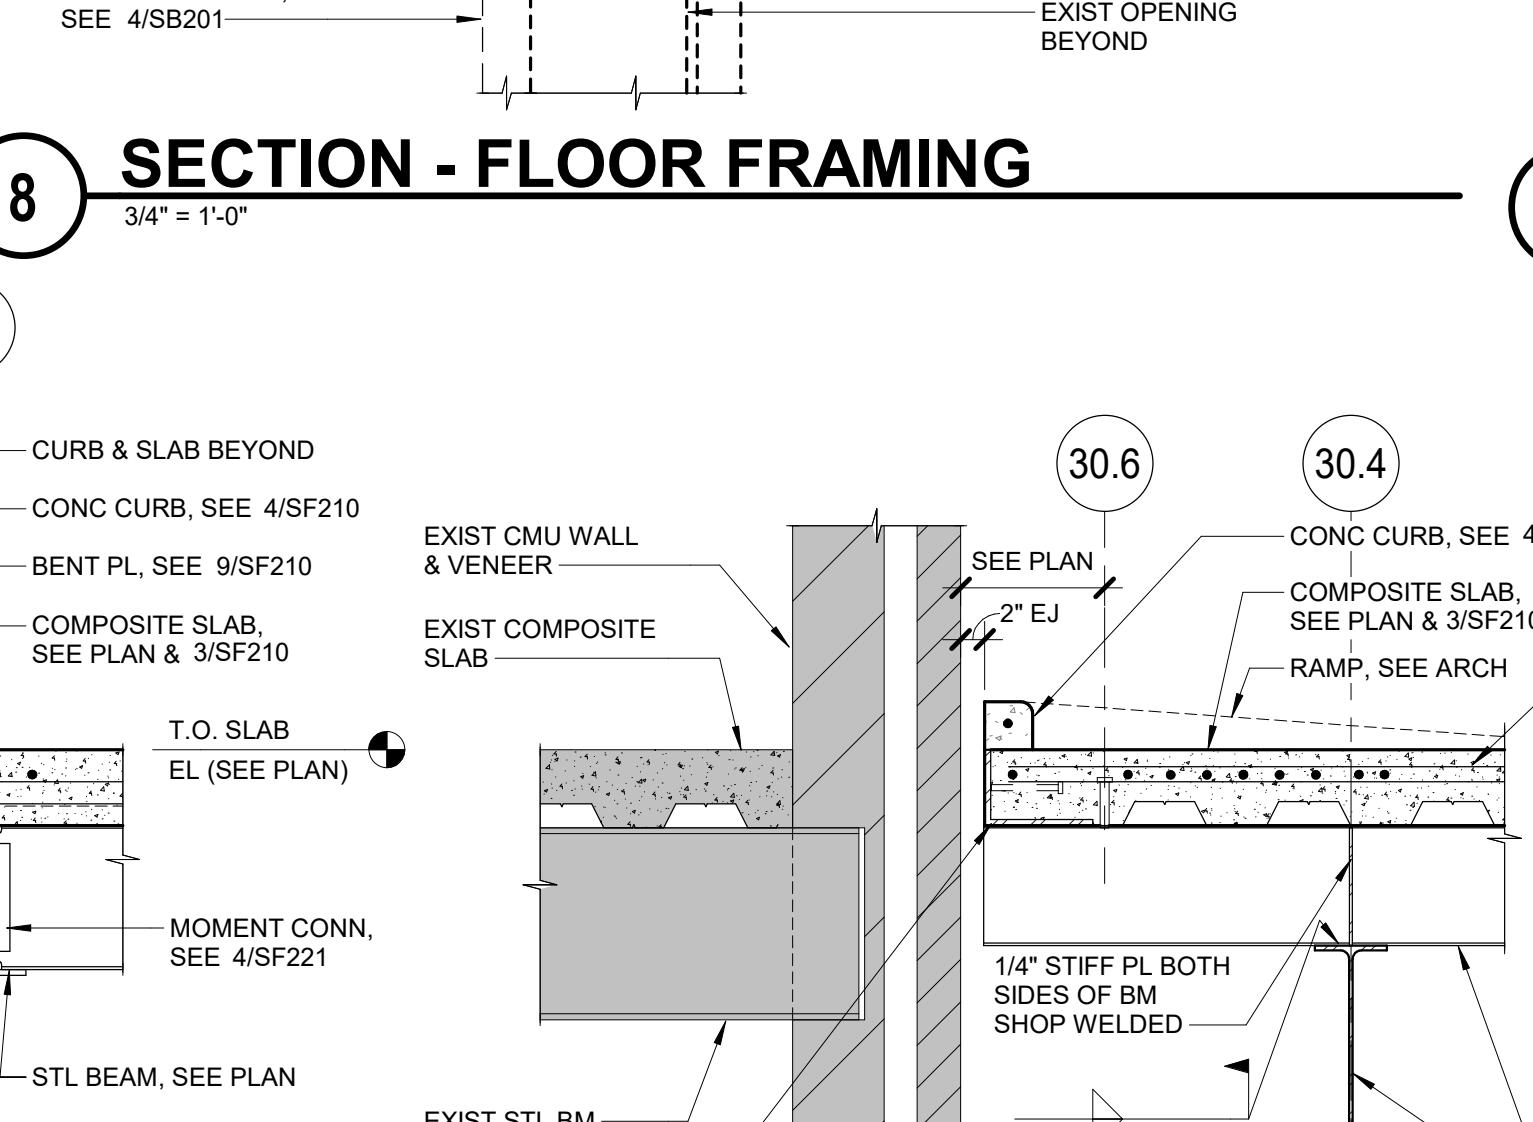 SEE 4/SB201
EXIST OPENING
BEYOND
8
SECTION - FLOOR FRAMING
3/4" = 1'-0"
30.6
30.4
CURB & SLAB BEYOND
CONC CURB, SEE 4/SF210
BENT PL, SEE 9/SF210
COMPOSITE SLAB,
SEE PLAN & 3/SF210
T.O. SLAB
EL (SEE PLAN)
MOMENT CONN,
SEE 4/SF221
STL BEAM, SEE PLAN
EXIST CMU WALL
& VENEER
EXIST COMPOSITE
SLAB
EXIST STL BM
SEE PLAN
2" EJ
CONC CURB, SEE 4
COMPOSITE SLAB,
SEE PLAN & 3/SF210
RAMP, SEE ARCH
1/4" STIFF PL BOTH
SIDES OF BM
SHOP WELDED